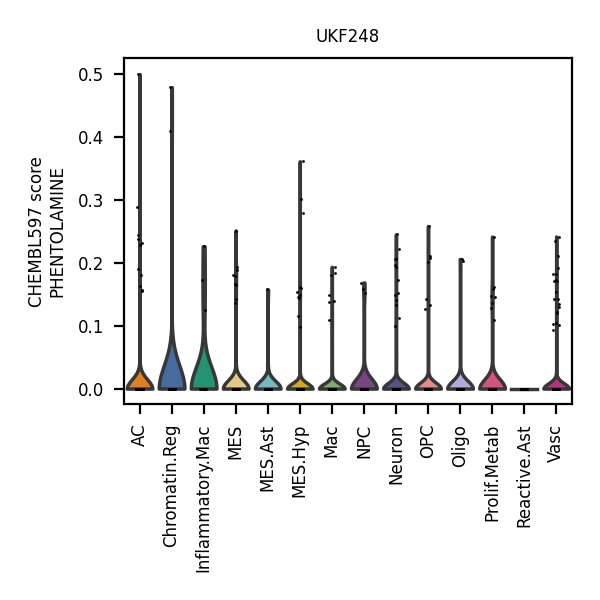 UKF248
CHEMBL597 score
PHENTOLAMINE
0.5
0.4
0.3
0.2
0.1
0.0
AC
Chromatin.Reg
Inflammatory.Mac
MES
MES.Ast
MES.Hyp
Mac
NPC
Neuron
OPC
Oligo
Prolif.Metab
Reactive.Ast
Vasc